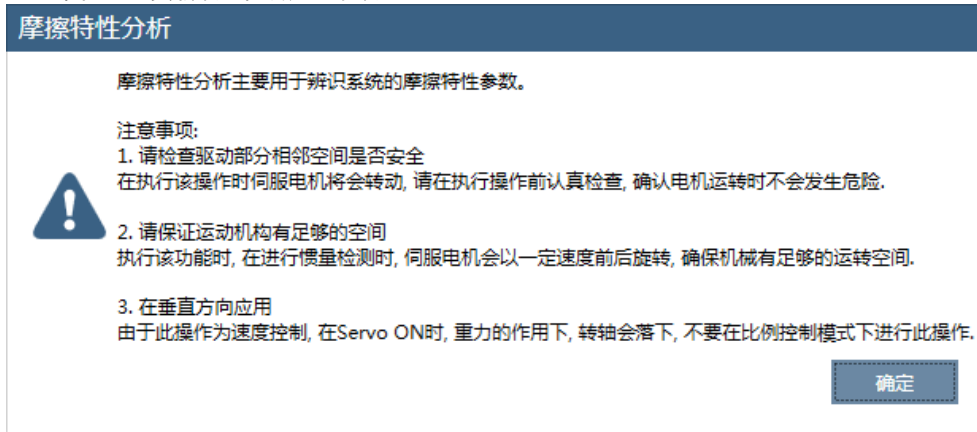 摩擦特性分析
摩擦特性分析主要用于辨识系统的摩擦特性参数。
注意事项:
1. 请检查驱动部分相邻空间是否安全
在执行该操作时伺服电机将会转动, 请在执行操作前认真检查, 确认电机运转时不会发生危险.
2. 请保证运动机构有足够的空间
执行该功能时, 在进行惯量检测时, 伺服电机会以一定速度前后旋转, 确保机械有足够的运转空间.
3. 在垂直方向应用
由于此操作为速度控制, 在Servo ON时, 重力的作用下, 转轴会落下, 不要在比例控制模式下进行此操作.
确定